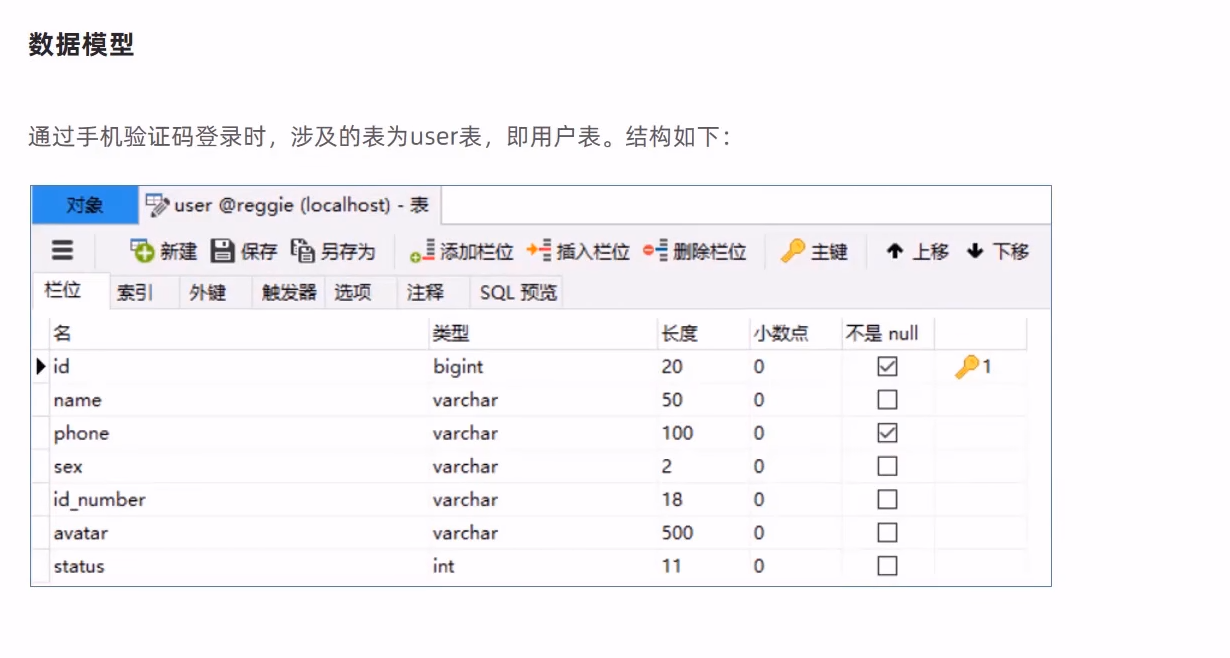 数据模型
通过手机验证码登录时，涉及的表为user表，即用户表。结构如下：
对象 user @reggie (localhost) - 表
新建 保存 另存为 添加栏位 插入栏位 删除栏位 主键 上移 下移
栏位 索引 外键 触发器 选项 注释 SQL 预览
名 类型 长度 小数点 不是 null
id bigint 20 0 1
name varchar 50 0
phone varchar 100 0
sex varchar 2 0
id_number varchar 18 0
avatar varchar 500 0
status int 11 0